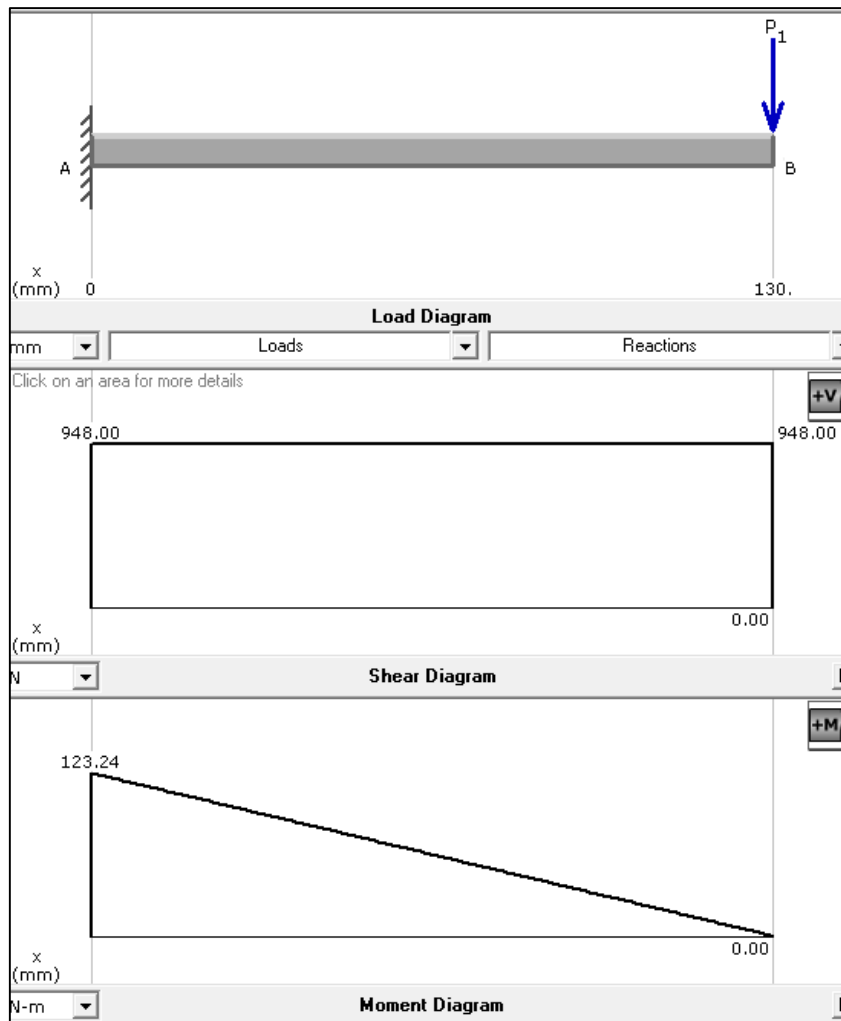 P1
A
B
x
(mm) 0 130.
Load Diagram
mm Loads Reactions
Click on an area for more details
+V
948.00 948.00
0.00
x
(mm)
N Shear Diagram
+M
123.24
0.00
x
(mm)
N-m Moment Diagram